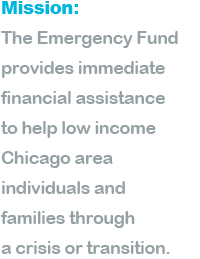 Mission:
The Emergency Fund
provides immediate
financial assistance
to help low income
Chicago area
individuals and
families through
a crisis or transition.